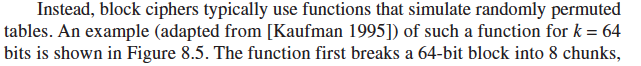 Instead, block ciphers typically use functions that simulate randomly permuted
tables. An example (adapted from [Kaufman 1995]) of such a function for k = 64
bits is shown in Figure 8.5. The function first breaks a 64-bit block into 8 chunks,